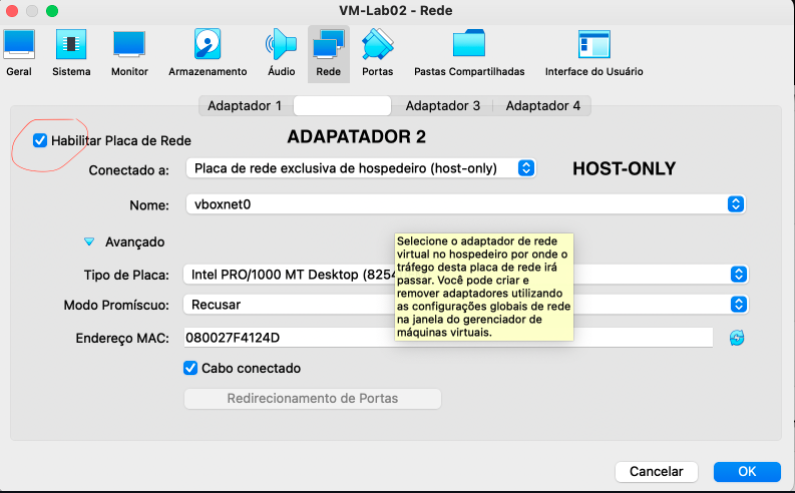 VM-Lab02 - Rede
Geral Sistema Monitor Armazenamento Áudio Rede Portas Pastas Compartilhadas Interface do Usuário
Adaptador 1 Adaptador 3 Adaptador 4
Habilitar Placa de Rede ADAPATADOR 2
Conectado a: Placa de rede exclusiva de hospedeiro (host-only) HOST-ONLY
Nome: vboxnet0
Avançado
Selecione o adaptador de rede
virtual no hospedeiro por onde o
tráfego desta placa de rede irá
passar. Você pode criar e
remover adaptadores utilizando
as configurações globais de rede
na janela do gerenciador de
máquinas virtuais.
Tipo de Placa: Intel PRO/1000 MT Desktop (8254
Modo Promíscuo: Recusar
Endereço MAC: 080027F4124D
Cabo conectado
Redirecionamento de Portas
Cancelar OK